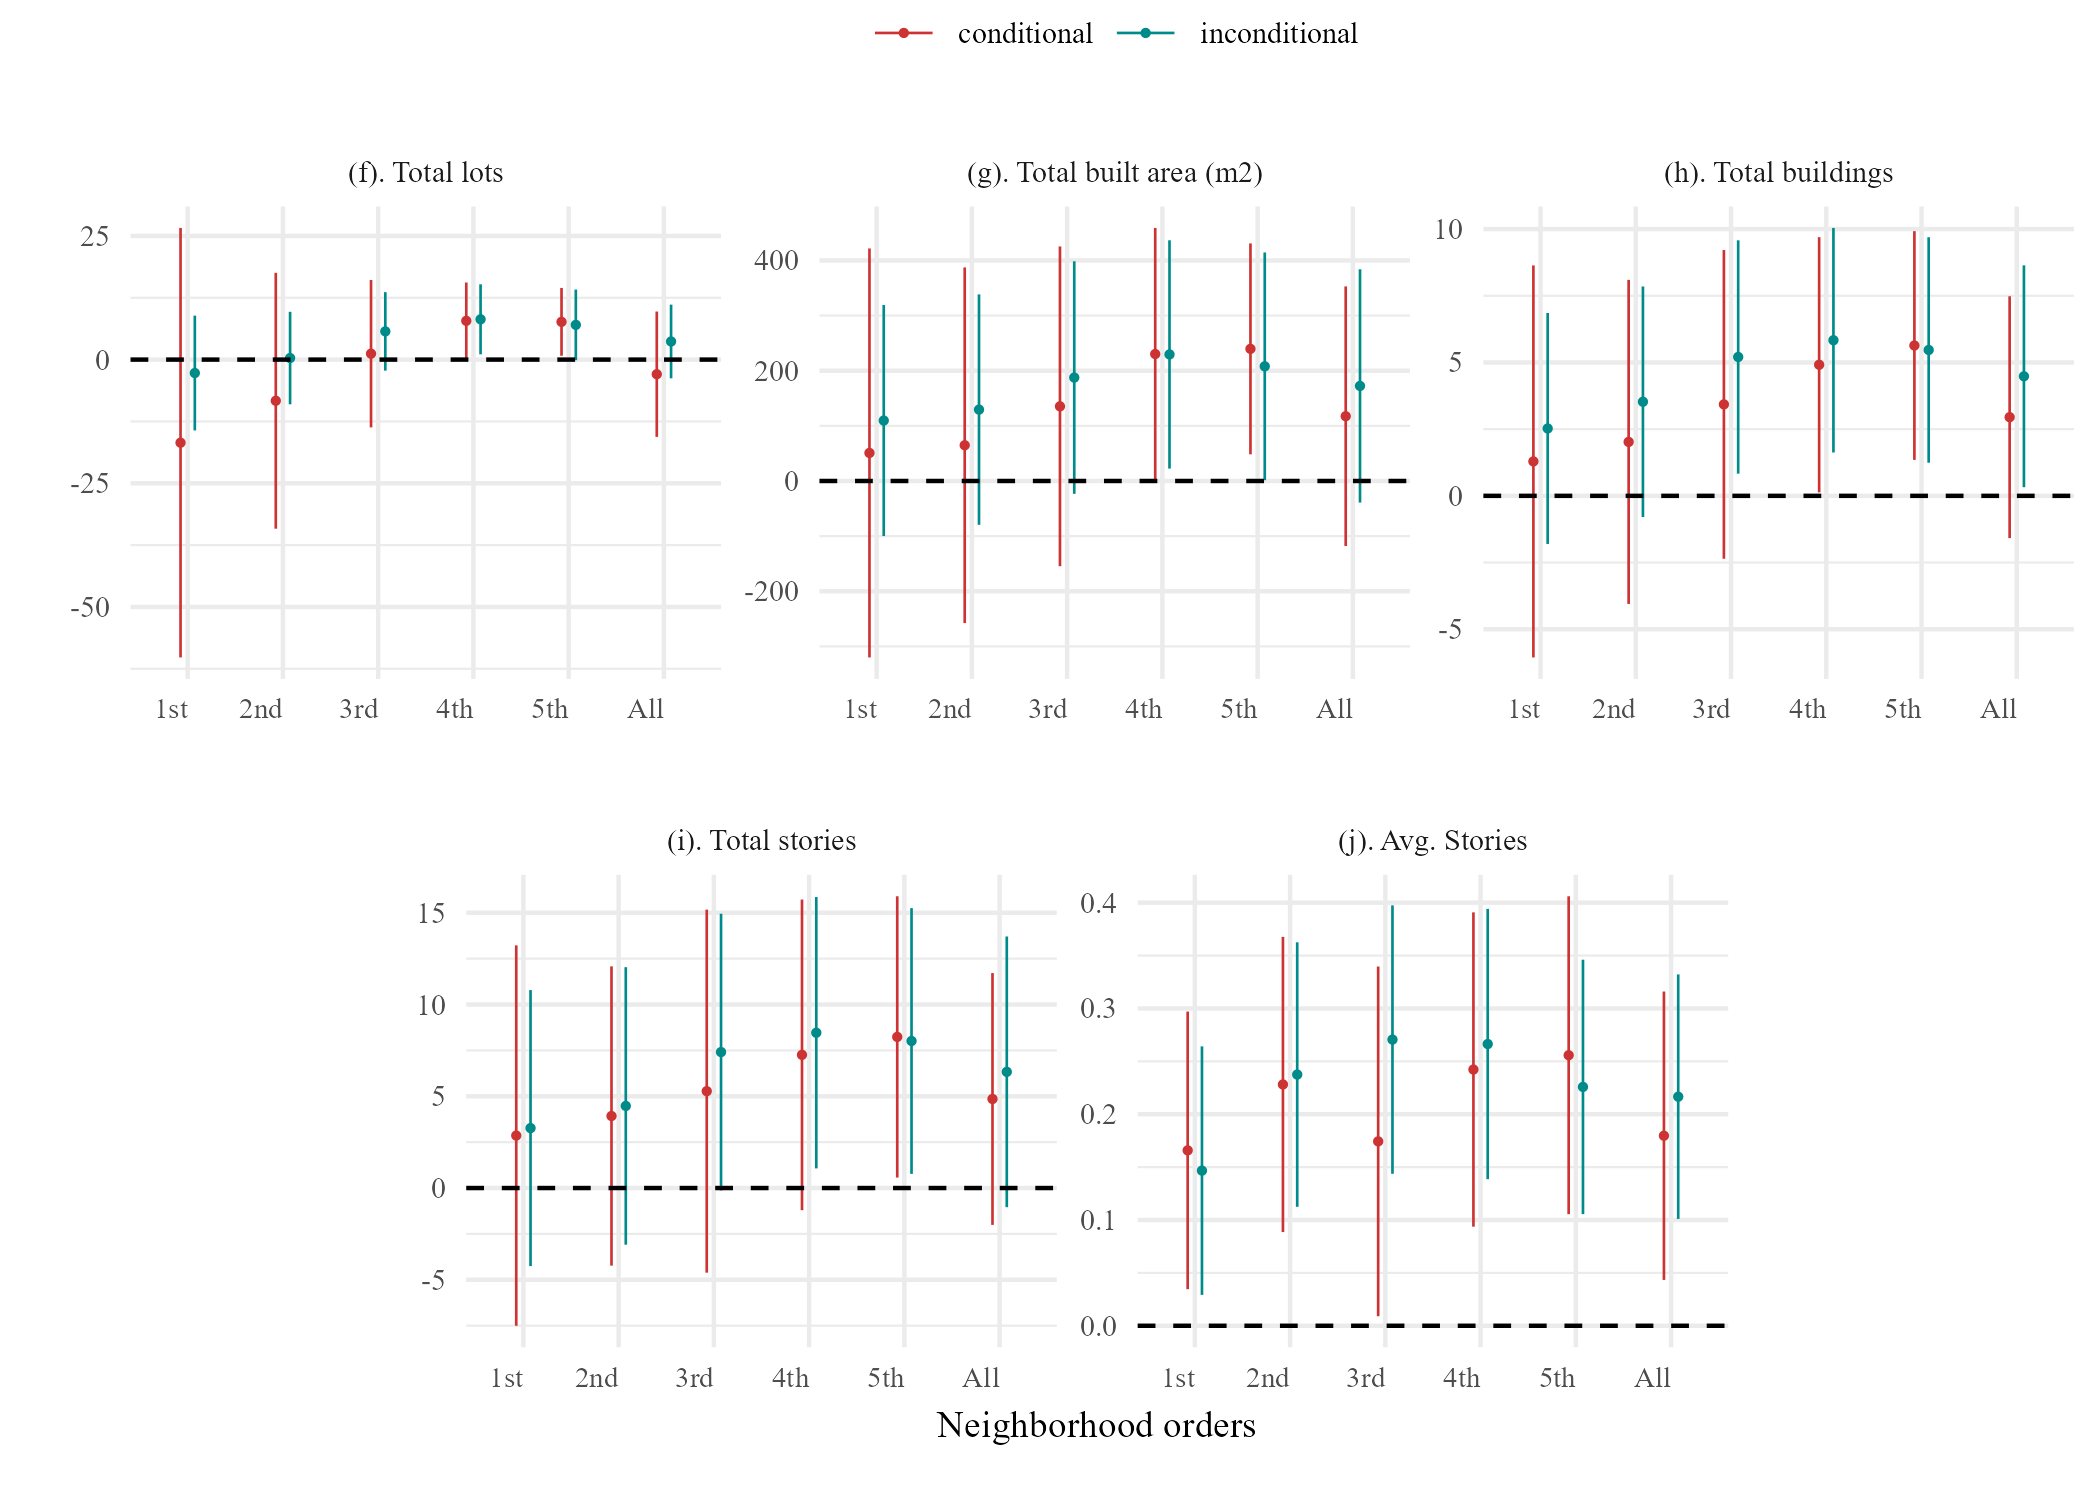 conditional inconditional
(f). Total lots (g). Total built area (m2) (h). Total buildings
25
0
-25
-50
1st 2nd 3rd 4th 5th All
400
200
0
-200
1st 2nd 3rd 4th 5th All
10
5
0
-5
1st 2nd 3rd 4th 5th All
(i). Total stories (j). Avg. Stories
15
10
5
0
-5
1st 2nd 3rd 4th 5th All
0.4
0.3
0.2
0.1
0.0
1st 2nd 3rd 4th 5th All
Neighborhood orders